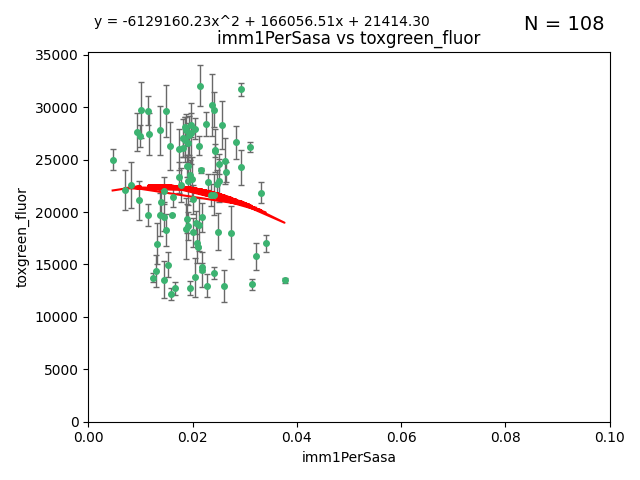 y = -6129160.23x^2 + 166056.51x + 21414.30
N = 108
imm1PerSasa vs toxgreen_fluor
35000
30000
25000
20000
15000
10000
5000
0
toxgreen_fluor
0.00 0.02 0.04 0.06 0.08 0.10
imm1PerSasa